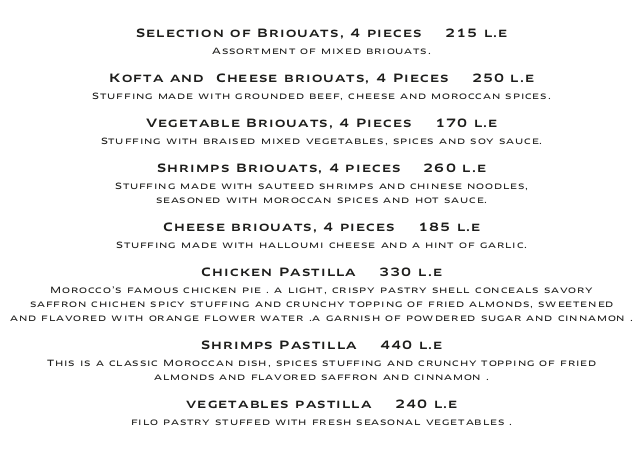 Selection of Briouats, 4 pieces 215 L.E
Assortment of mixed briouats.
Kofta and Cheese briouats, 4 Pieces 250 L.E
Stuffing made with grounded beef, cheese and moroccan spices.
Vegetable Briouats, 4 Pieces 170 L.E
Stuffing with braised mixed vegetables, spices and soy sauce.
Shrimps Briouats, 4 pieces 260 L.E
Stuffing made with sauteed shrimps and chinese noodles,
seasoned with moroccan spices and hot sauce.
Cheese briouats, 4 pieces 185 L.E
Stuffing made with halloumi cheese and a hint of garlic.
Chicken Pastilla 330 L.E
Morocco's famous chicken pie . a light, crispy pastry shell conceals savory
saffron chichen spicy stuffing and crunchy topping of fried almonds, sweetened
and flavored with orange flower water .a garnish of powdered sugar and cinnamon .
Shrimps Pastilla 440 L.E
This is a classic Moroccan dish, spices stuffing and crunchy topping of fried
almonds and flavored saffron and cinnamon .
vegetables pastilla 240 L.E
filo pastry stuffed with fresh seasonal vegetables .